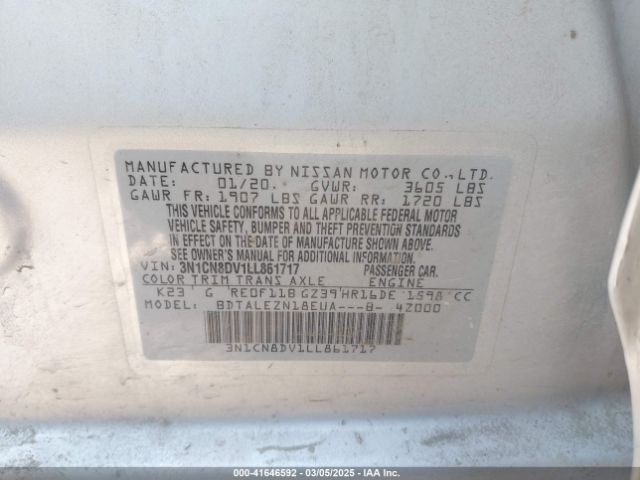 MANUFACTURED BY NISSAN MOTOR CO.,LTD.
DATE: 01/20. GVWR: 3605 LBS
GAWR FR: 1907 LBS GAWR RR: 1720 LBS
THIS VEHICLE CONFORMS TO ALL APPLICABLE FEDERAL MOTOR
VEHICLE SAFETY, BUMPER AND THEFT PREVENTION STANDARDS
IN EFFECT ON THE DATE OF MANUFACTURE SHOWN ABOVE.
SEE OWNER'S MANUAL FOR ADDITIONAL INFORMATION
VIN: 3N1CN8DV1LL861717 PASSENGER CAR.
COLOR TRIM TRANS AXLE ENGINE
K23 G RE0F11B GZ39 HR16DE 1598 CC
MODEL: BDTALEZN18EUA---B- 4Z000
3N1CN8DV1LL861717
000-41646592 — 03/05/2025 — IAA Inc.